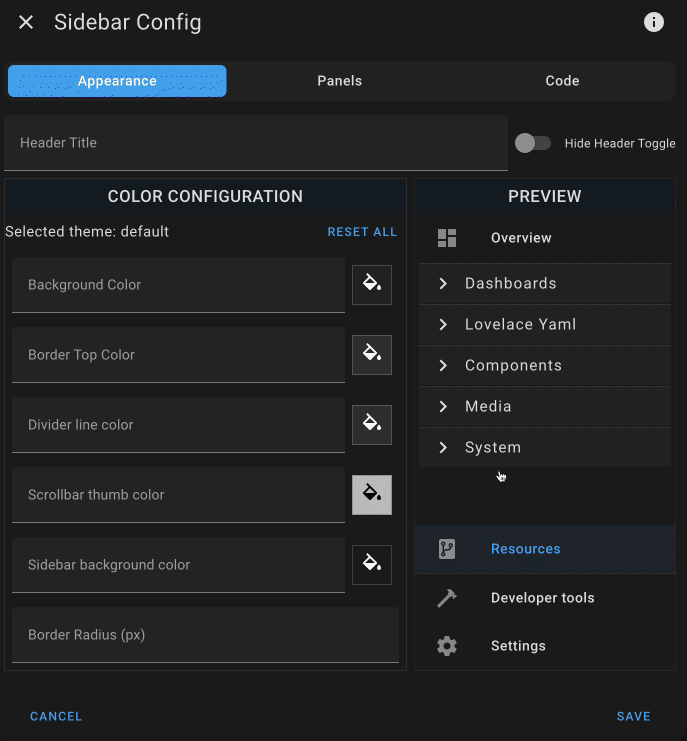 Sidebar Config
Appearance
Panels
Code
Header Title
Hide Header Toggle
COLOR CONFIGURATION
Selected theme: default
RESET ALL
Background Color
Border Top Color
Divider line color
Scrollbar thumb color
Sidebar background color
Border Radius (px)
PREVIEW
Overview
Dashboards
Lovelace Yaml
Components
Media
System
Resources
Developer tools
Settings
CANCEL
SAVE